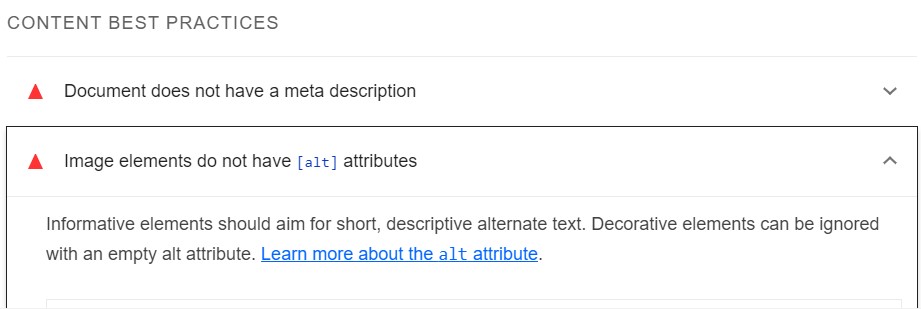 CONTENT BEST PRACTICES
Document does not have a meta description
Image elements do not have [alt] attributes
Informative elements should aim for short, descriptive alternate text. Decorative elements can be ignored
with an empty alt attribute. Learn more about the alt attribute.